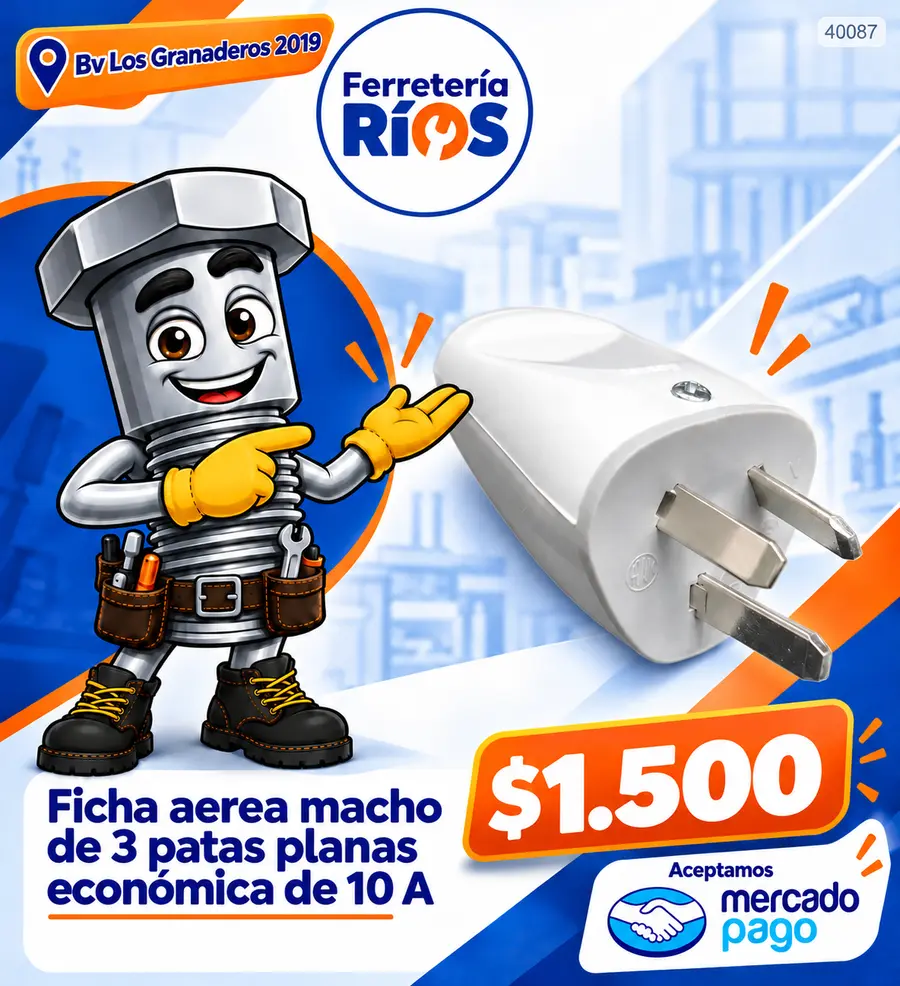 Bv Los Granaderos 2019
40087
Ferretería
Ríos
Ficha aerea macho
de 3 patas planas
económica de 10 A
$1.500
Aceptamos
mercado
pago